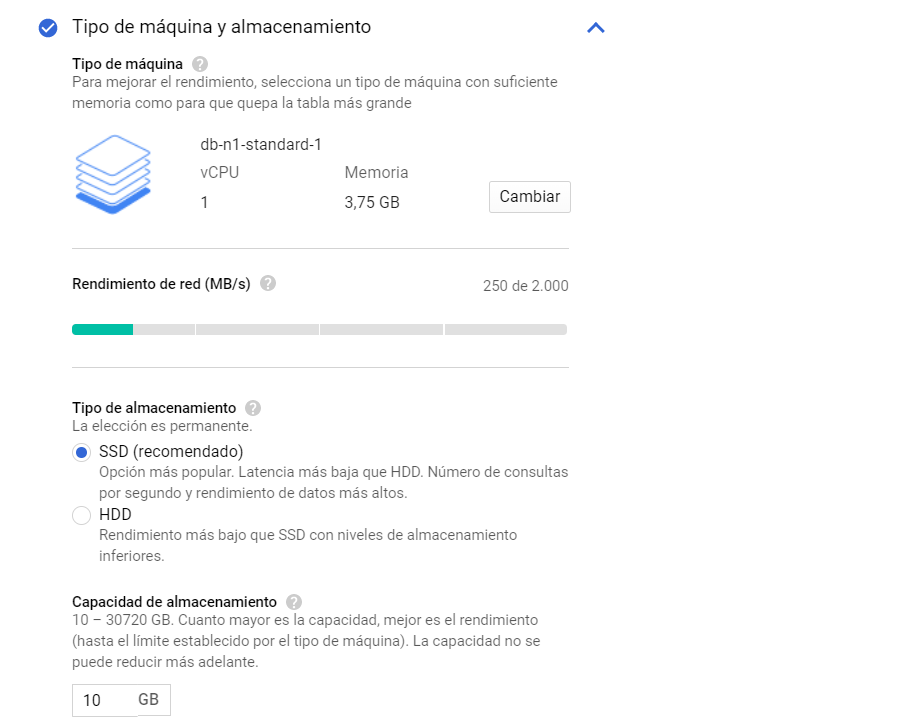 Tipo de máquina y almacenamiento
Tipo de máquina ?
Para mejorar el rendimiento, selecciona un tipo de máquina con suficiente
memoria como para que quepa la tabla más grande
db-n1-standard-1
vCPU Memoria
1 3,75 GB
Cambiar
Rendimiento de red (MB/s) ? 250 de 2.000
Tipo de almacenamiento ?
La elección es permanente.
SSD (recomendado)
Opción más popular. Latencia más baja que HDD. Número de consultas
por segundo y rendimiento de datos más altos.
HDD
Rendimiento más bajo que SSD con niveles de almacenamiento
inferiores.
Capacidad de almacenamiento ?
10 – 30720 GB. Cuanto mayor es la capacidad, mejor es el rendimiento
(hasta el límite establecido por el tipo de máquina). La capacidad no se
puede reducir más adelante.
10 GB